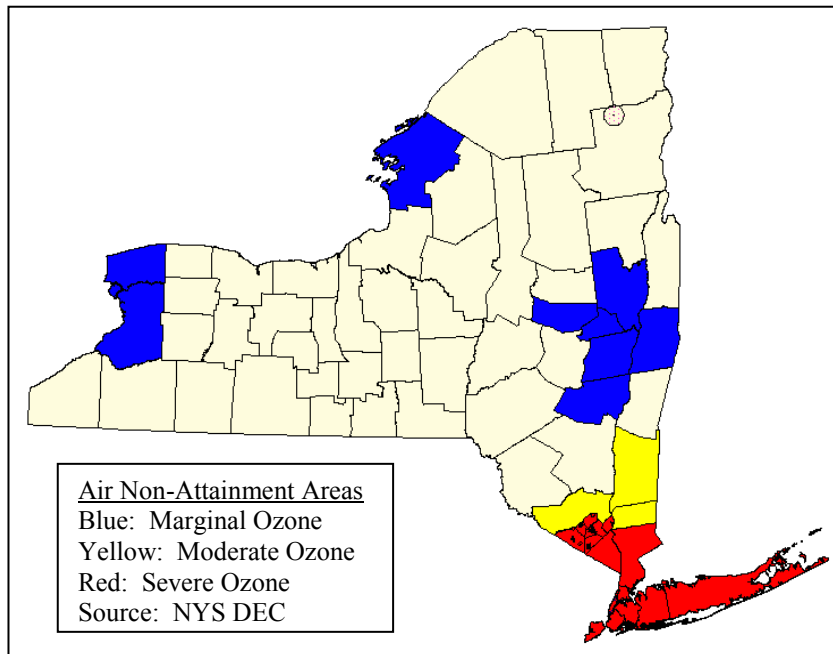 Air Non-Attainment Areas
Blue: Marginal Ozone
Yellow: Moderate Ozone
Red: Severe Ozone
Source: NYS DEC